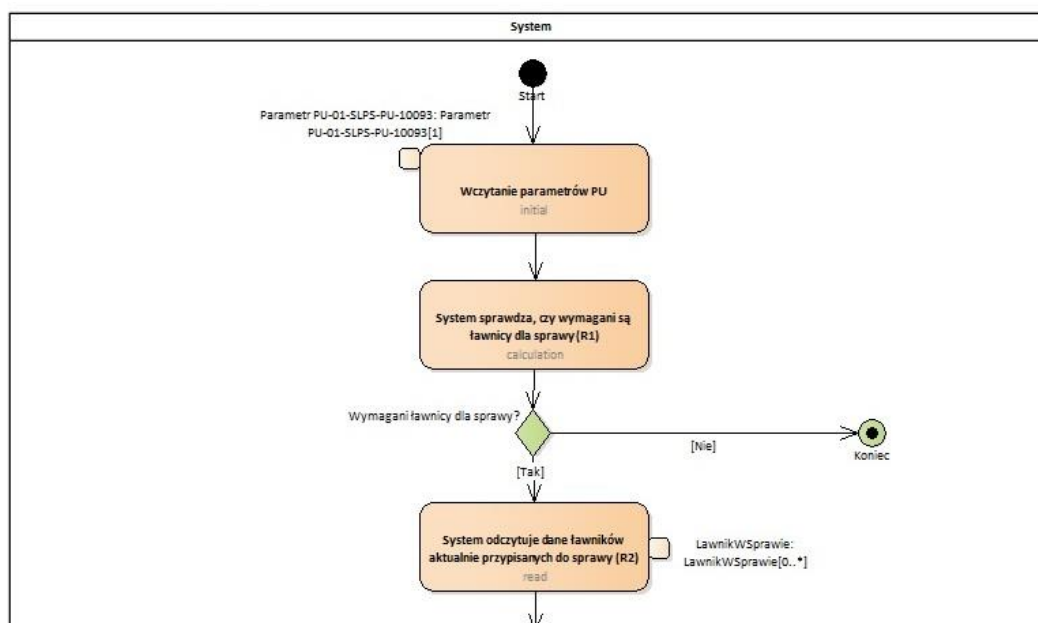 System
Start
Parametr PU-01-SLPS-PU-10093: Parametr
PU-01-SLPS-PU-10093[1]
Wczytanie parametrów PU
initial
System sprawdza, czy wymagani są
ławnicy dla sprawy (R1)
calculation
Wymagani ławnicy dla sprawy?
[Nie]
Koniec
[Tak]
System odczytuje dane ławników
aktualnie przypisanych do sprawy (R2)
read
LawnikWSprawie:
LawnikWSprawie[0..*]